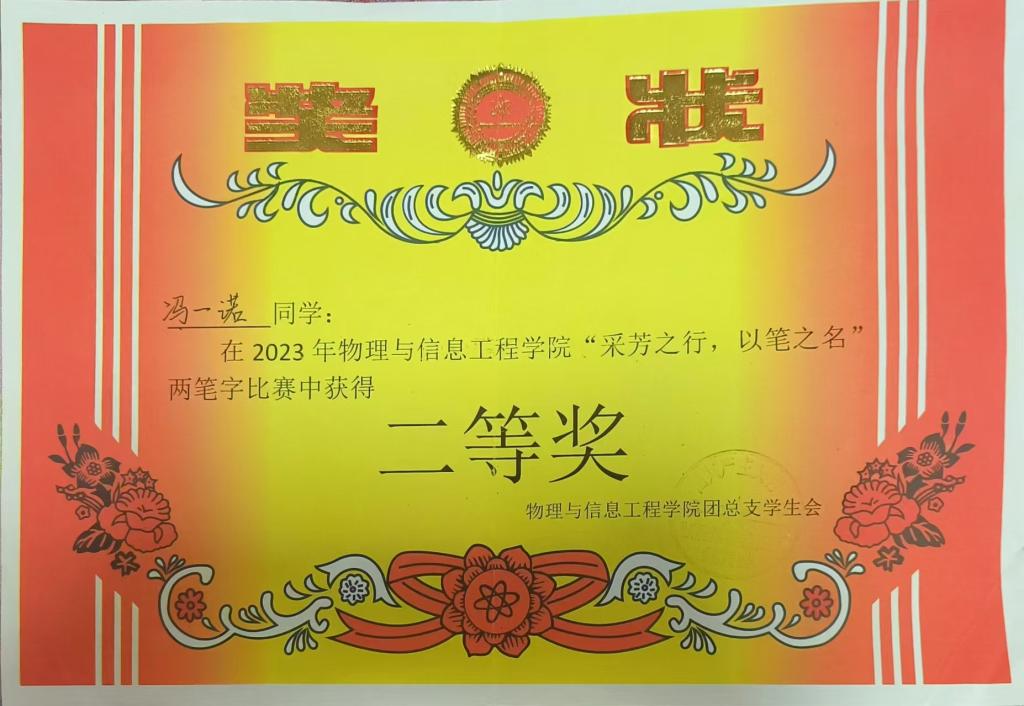 奖 状
冯一诺 同学：
在 2023 年物理与信息工程学院“采芳之行，以笔之名”
两笔字比赛中获得
二等奖
物理与信息工程学院团总支学生会